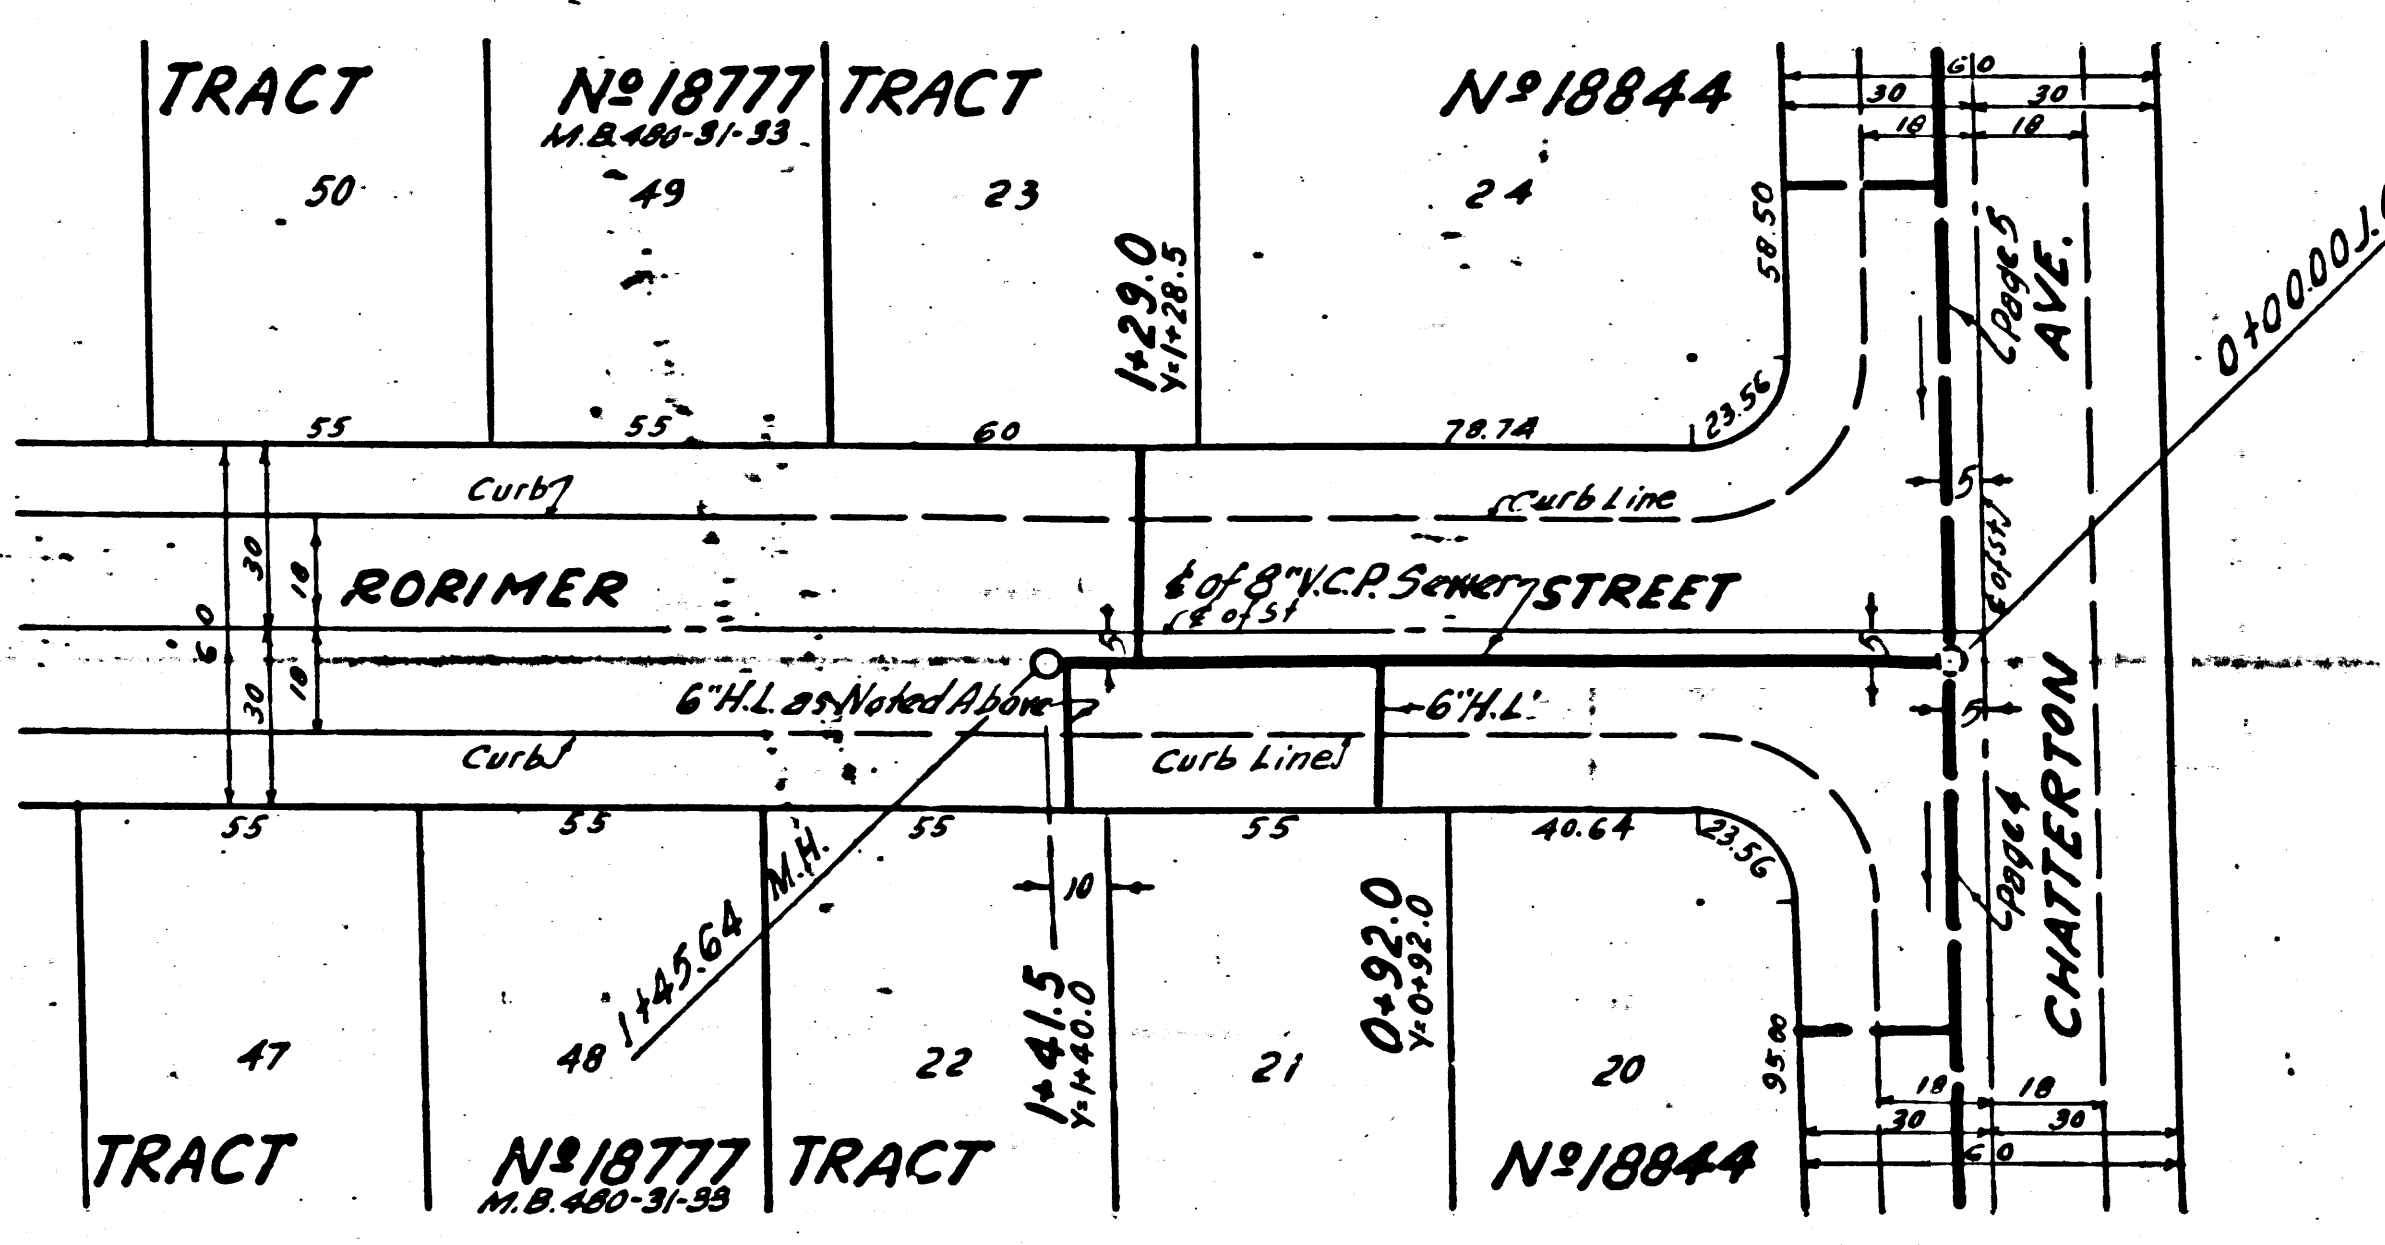 TRACT
Nº 18777
M.B. 480-31-33
TRACT
Nº 18844
50
49
23
24
60
30
30
18
18
58.50
Page 5
AVE.
1+29.0
Y=1+28.5
55
55
60
78.74
23.56
Curb
Curb Line
5
₵ of St
RORIMER
₵ of 8" V.C.P. Sewer
STREET
₵ of St
60
30
18
30
18
5
5
5
6" H.L. as Noted Above
6" H.L.
Curb
Curb Line
55
55
55
55
40.64
23.56
M.H.
1+45.64
10
1+41.5
Y=1+40.0
0+92.0
Y=0+92.0
95.00
Page 4
CHATTERTON
47
48
22
21
20
18
18
30
30
60
TRACT
Nº 18777
M.B. 480-31-33
TRACT
Nº 18844
0+00.00